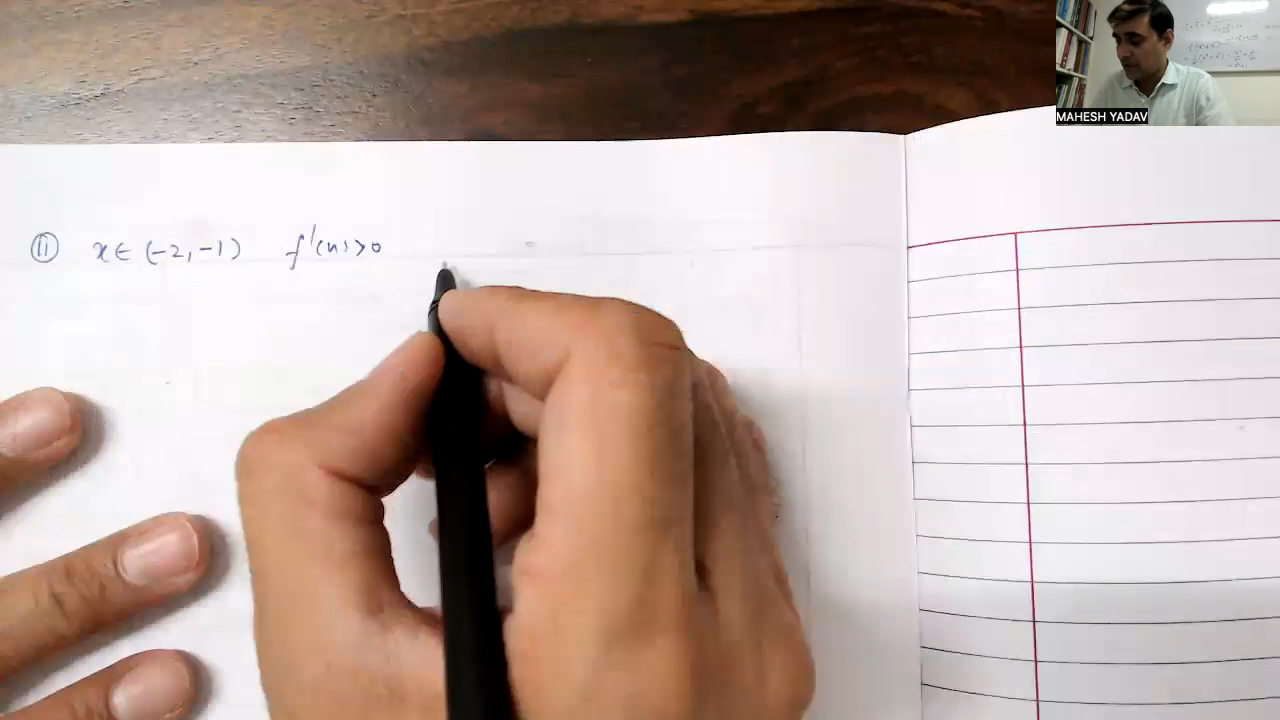 (11) x ∈ (-2, -1) f'(x) > 0
MAHESH YADAV